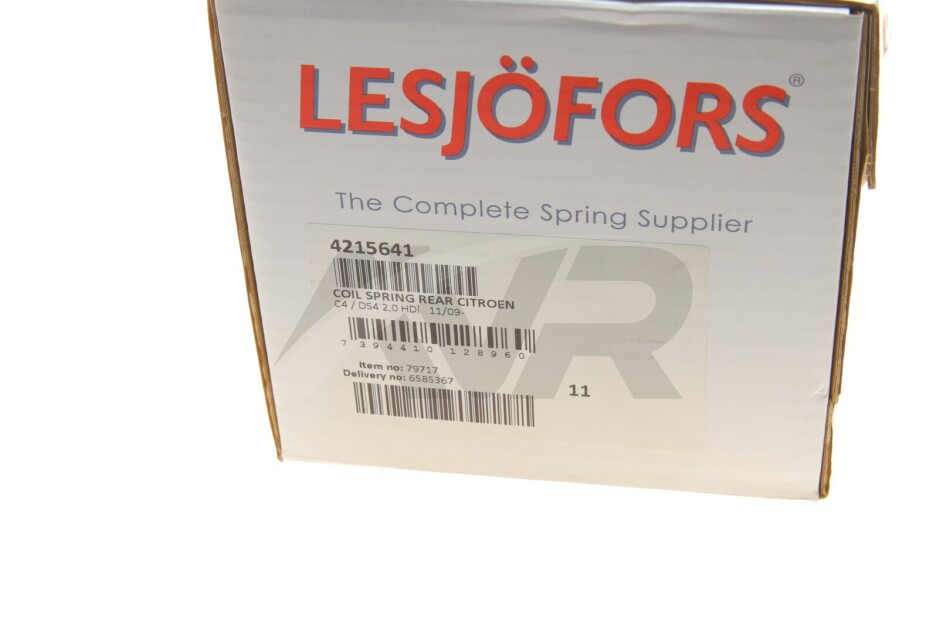 LESJÖFORS®
The Complete Spring Supplier
4215641
COIL SPRING REAR CITROEN
C4 / DS4 2,0 HDI 11/09-
7 394410 128960
Item no: 79717
Delivery no: 6585367
11
AVR